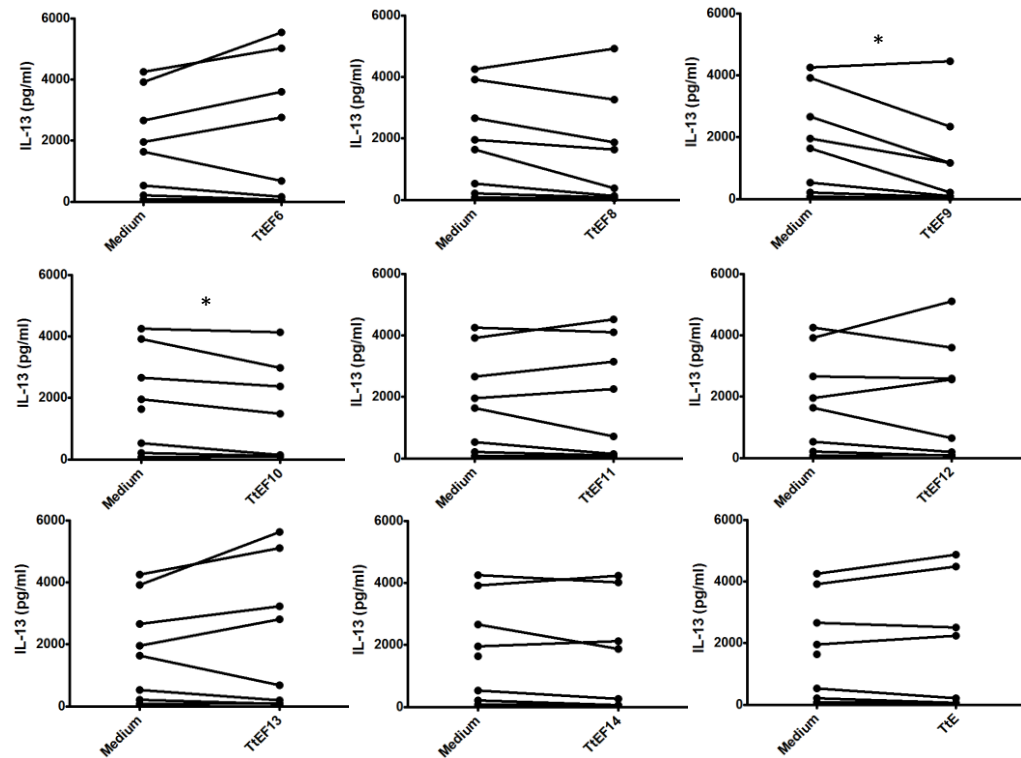 6000
4000
2000
0
IL-13 (pg/ml)
Medium
TtEF6
6000
4000
2000
0
IL-13 (pg/ml)
Medium
TtEF8
6000
4000
2000
0
IL-13 (pg/ml)
*
Medium
TtEF9
6000
4000
2000
0
IL-13 (pg/ml)
*
Medium
TtEF10
6000
4000
2000
0
IL-13 (pg/ml)
Medium
TtEF11
6000
4000
2000
0
IL-13 (pg/ml)
Medium
TtEF12
6000
4000
2000
0
IL-13 (pg/ml)
Medium
TtEF13
6000
4000
2000
0
IL-13 (pg/ml)
Medium
TtEF14
6000
4000
2000
0
IL-13 (pg/ml)
Medium
TtE